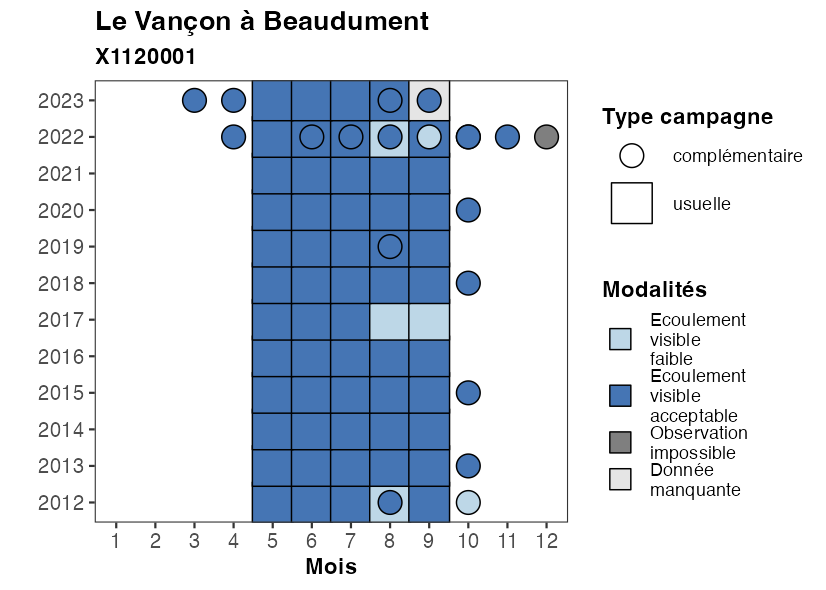 Le Vançon à Beaudument
X1120001
2023
2022
2021
2020
2019
2018
2017
2016
2015
2014
2013
2012
1 2 3 4 5 6 7 8 9 10 11 12
Mois
Type campagne
complémentaire
usuelle
Modalités
Ecoulement
visible
faible
Ecoulement
visible
acceptable
Observation
impossible
Donnée
manquante